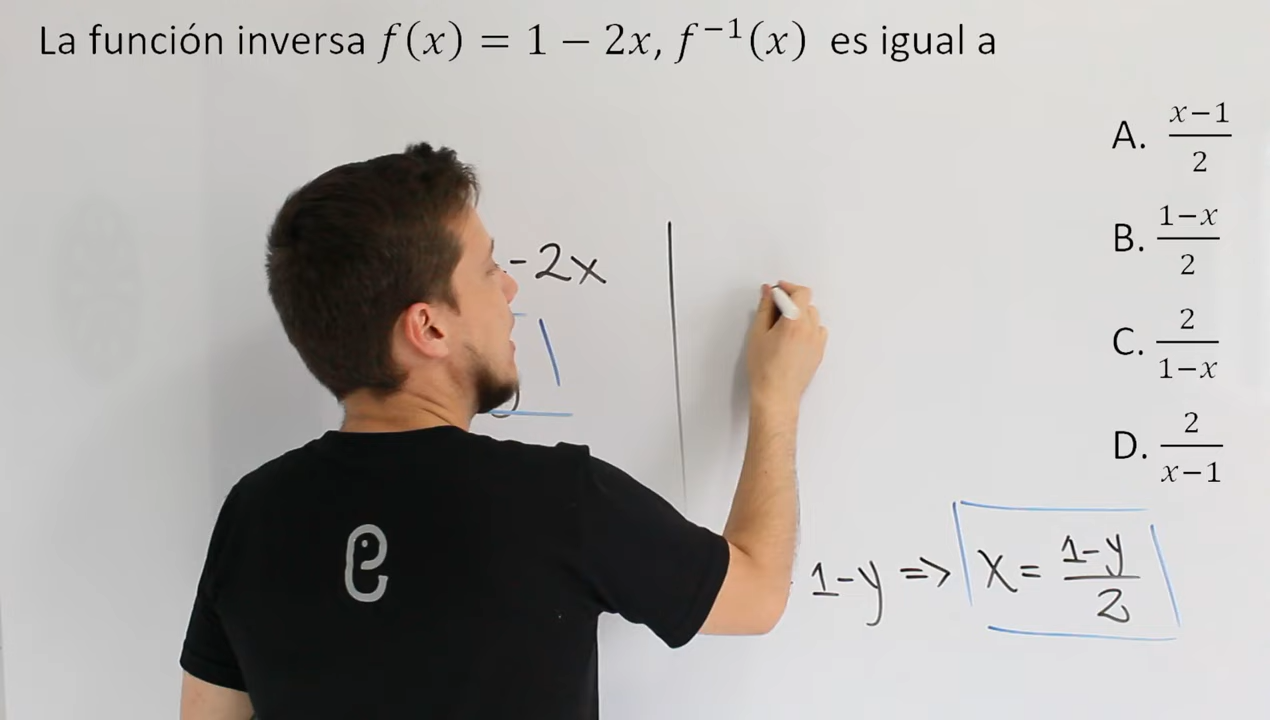 La función inversa f(x) = 1 − 2x, f⁻¹(x) es igual a
A. (x−1)/2
B. (1−x)/2
C. 2/(1−x)
D. 2/(x−1)
-2x
1-y => x = (1-y)/2
e